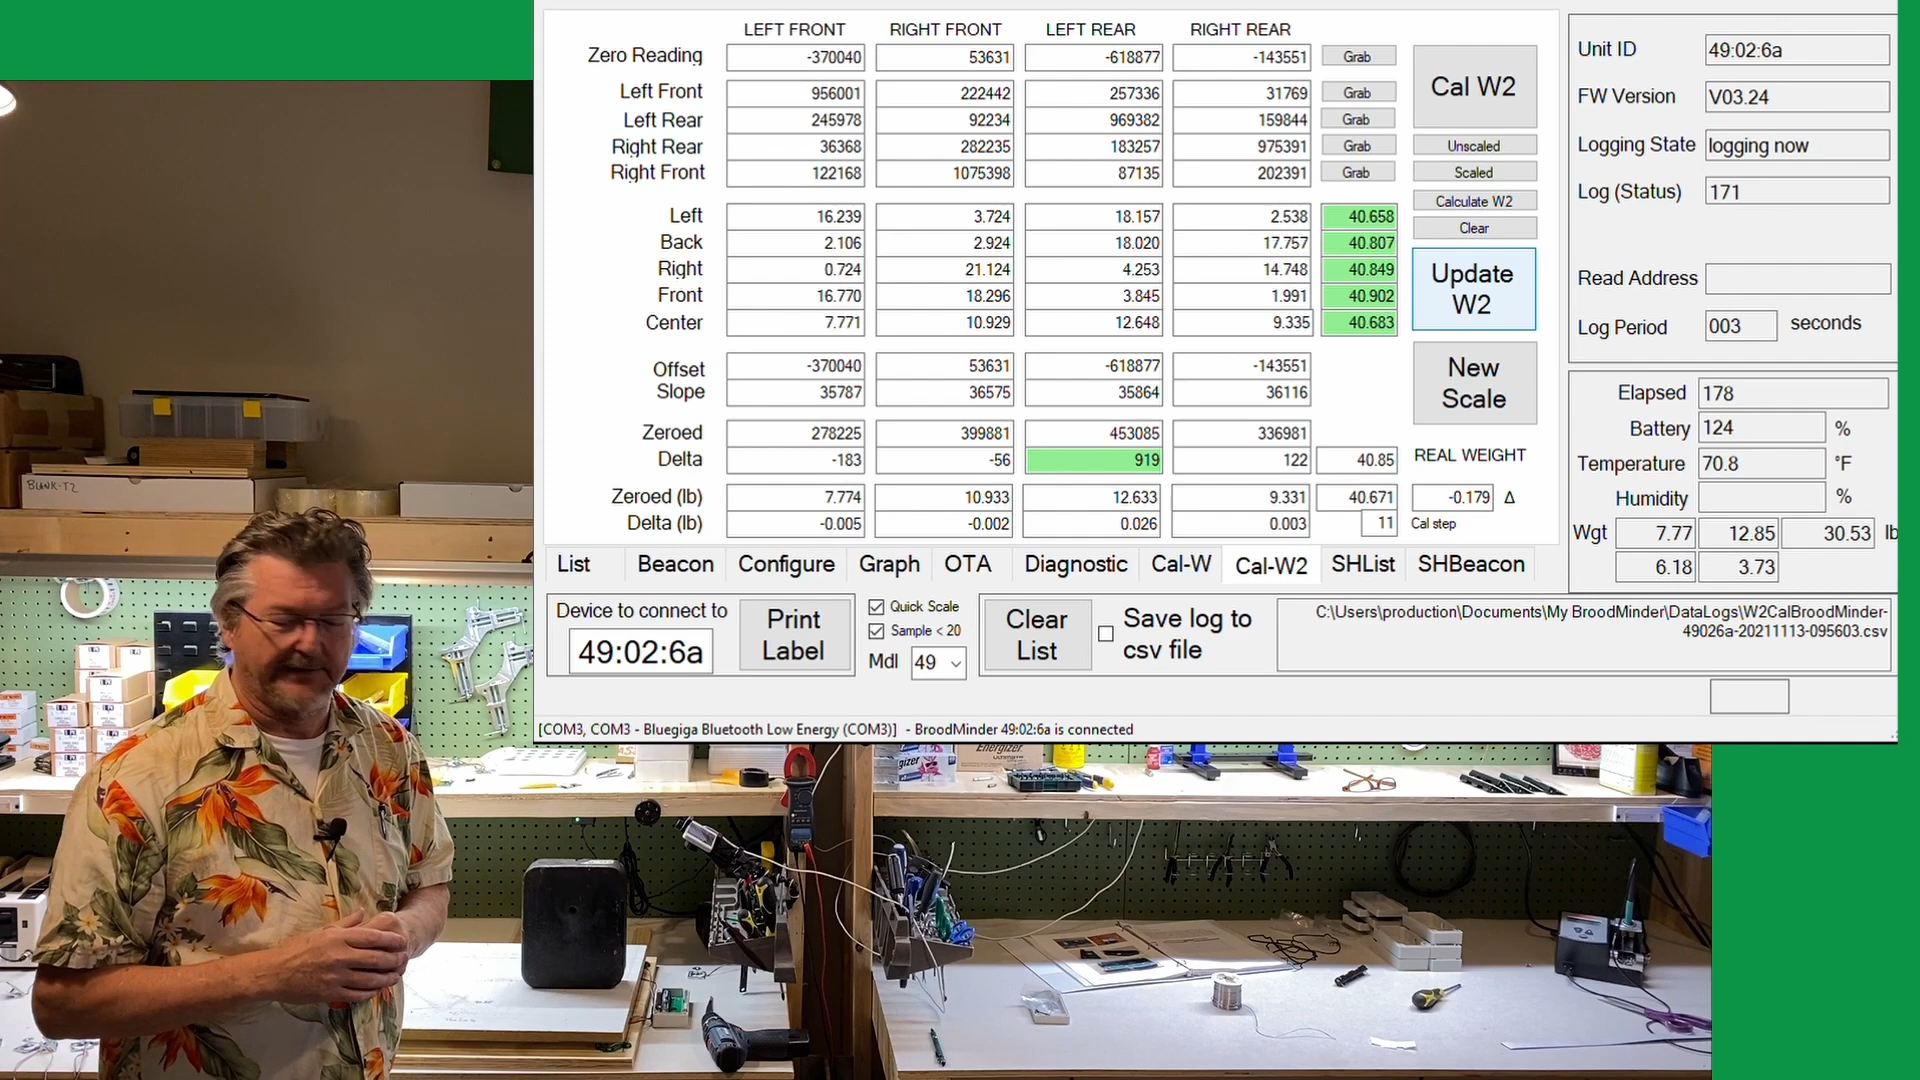 LEFT FRONT RIGHT FRONT LEFT REAR RIGHT REAR
Zero Reading -370040 53631 -618877 -143551 Grab
Left Front 956001 222442 257336 31769 Grab
Left Rear 245978 92234 969382 159844 Grab
Right Rear 36368 282235 183257 975391 Grab
Right Front 122168 1075398 87135 202391 Grab
Left 16.239 3.724 18.157 2.538 40.658
Back 2.106 2.924 18.020 17.757 40.807
Right 0.724 21.124 4.253 14.748 40.849
Front 16.770 18.296 3.845 1.991 40.902
Center 7.771 10.929 12.648 9.335 40.683
Offset -370040 53631 -618877 -143551
Slope 35787 36575 35864 36116
Zeroed 278225 399881 453085 336981
Delta -183 -56 919 122 40.85 REAL WEIGHT
Zeroed (lb) 7.774 10.933 12.633 9.331 40.671 -0.179 Δ
Delta (lb) -0.005 -0.002 0.026 0.003 11 Cal step
Cal W2
Unscaled
Scaled
Calculate W2
Clear
Update
W2
New
Scale
Unit ID 49:02:6a
FW Version V03.24
Logging State logging now
Log (Status) 171
Read Address
Log Period 003 seconds
Elapsed 178
Battery 124 %
Temperature 70.8 °F
Humidity %
Wgt 7.77 12.85 30.53 lb
6.18 3.73
List Beacon Configure Graph OTA Diagnostic Cal-W Cal-W2 SHList SHBeacon
Device to connect to
49:02:6a
Print
Label
Quick Scale
Sample < 20
Mdl 49
Clear
List
Save log to
csv file
C:\Users\production\Documents\My BroodMinder\DataLogs\W2CalBroodMinder-
49026a-20211113-095603.csv
[COM3, COM3 - Bluegiga Bluetooth Low Energy (COM3)] - BroodMinder 49:02:6a is connected
BLANK-T2
Energizer
gizer